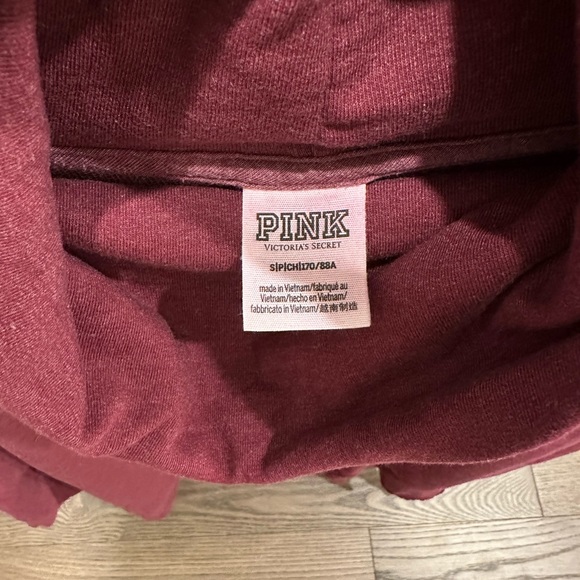 PINK
VICTORIA'S SECRET
S|P|CH|170/88A
made in Vietnam/fabriqué au
Vietnam/hecho en Vietnam/
fabbricato in Vietnam/越南制造